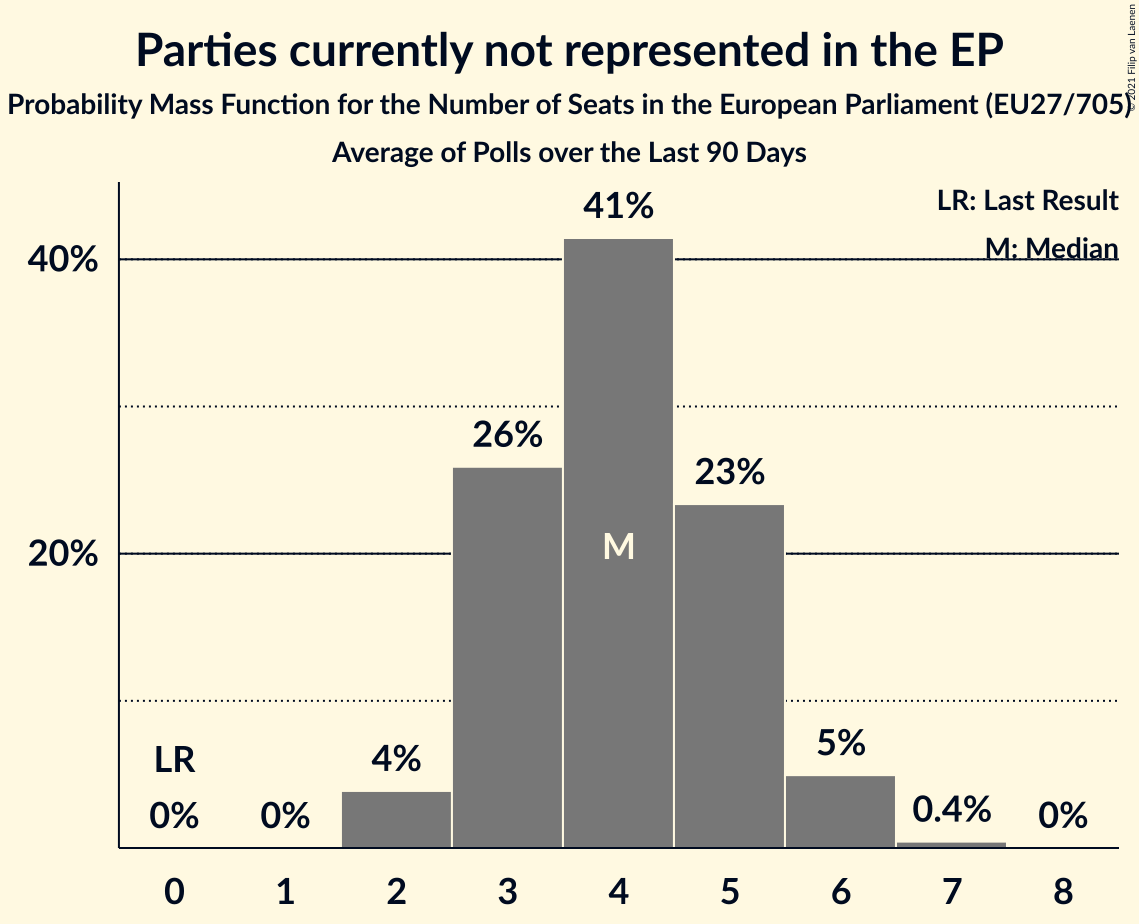 Parties currently not represented in the EP
Probability Mass Function for the Number of Seats in the European Parliament (EU27/705)
Average of Polls over the Last 90 Days
© 2021 Filip van Laenen
LR: Last Result
M: Median
40%
20%
LR
0%
0%
4%
26%
41%
M
23%
5%
0.4%
0%
0 1 2 3 4 5 6 7 8